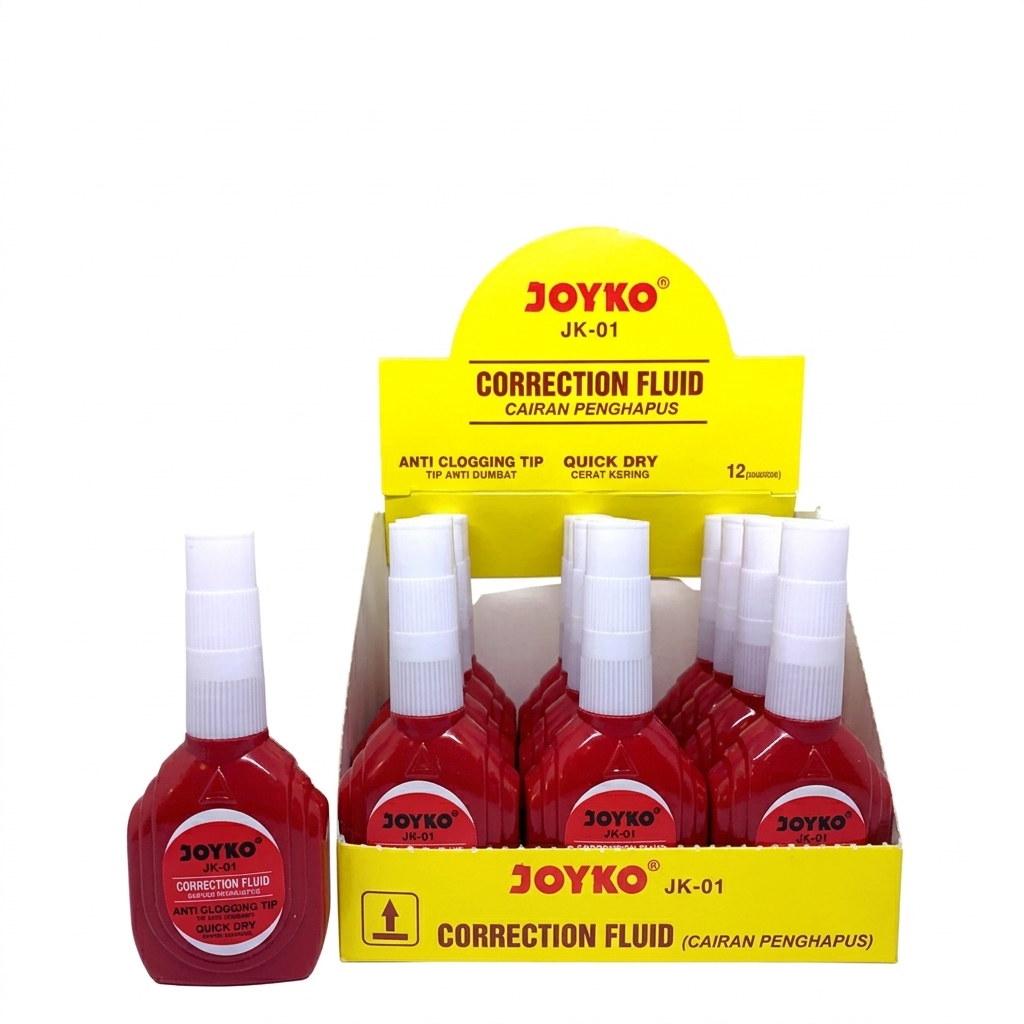 JOYKO®
JK-01
CORRECTION FLUID
CAIRAN PENGHAPUS
ANTI CLOGGING TIP QUICK DRY
TIP ANTI DUMBAT CERAT KSRING 12
JOYKO®
JK-01
CORRECTION FLUID
ANTI CLOGGING TIP
QUICK DRY
JOYKO®
JK-01
JOYKO®
JK-01
JOYKO®
JK-01
JOYKO® JK-01
CORRECTION FLUID (CAIRAN PENGHAPUS)